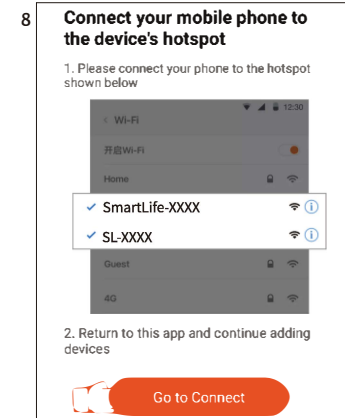 8
Connect your mobile phone to
the device's hotspot
1. Please connect your phone to the hotspot
shown below
12:30
Wi-Fi
开启Wi-Fi
Home
SmartLife-XXXX
SL-XXXX
Guest
4G
2. Return to this app and continue adding
devices
Go to Connect